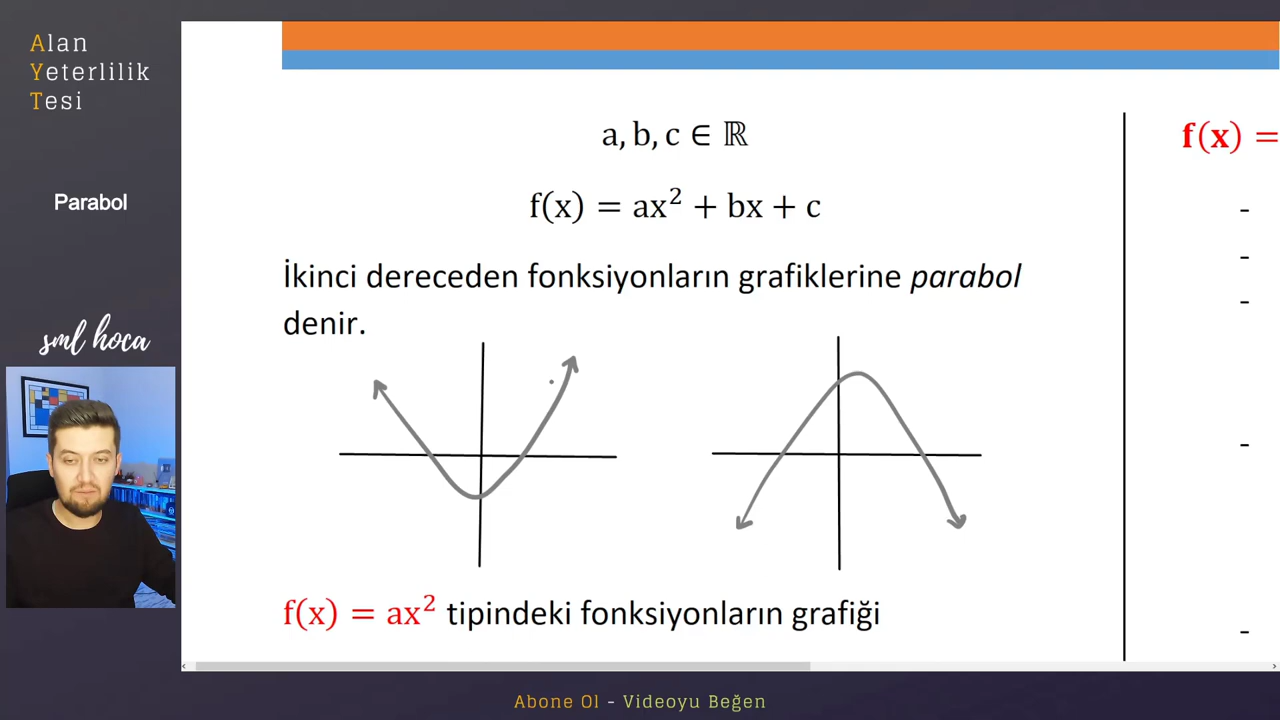 Alan
Yeterlilik
Tesi
Parabol
sml hoca
a, b, c ∈ ℝ
f(x) = ax² + bx + c
İkinci dereceden fonksiyonların grafiklerine parabol
denir.
f(x) = ax² tipindeki fonksiyonların grafiği
f(x) =
-
-
-
-
-
Abone Ol - Videoyu Beğen